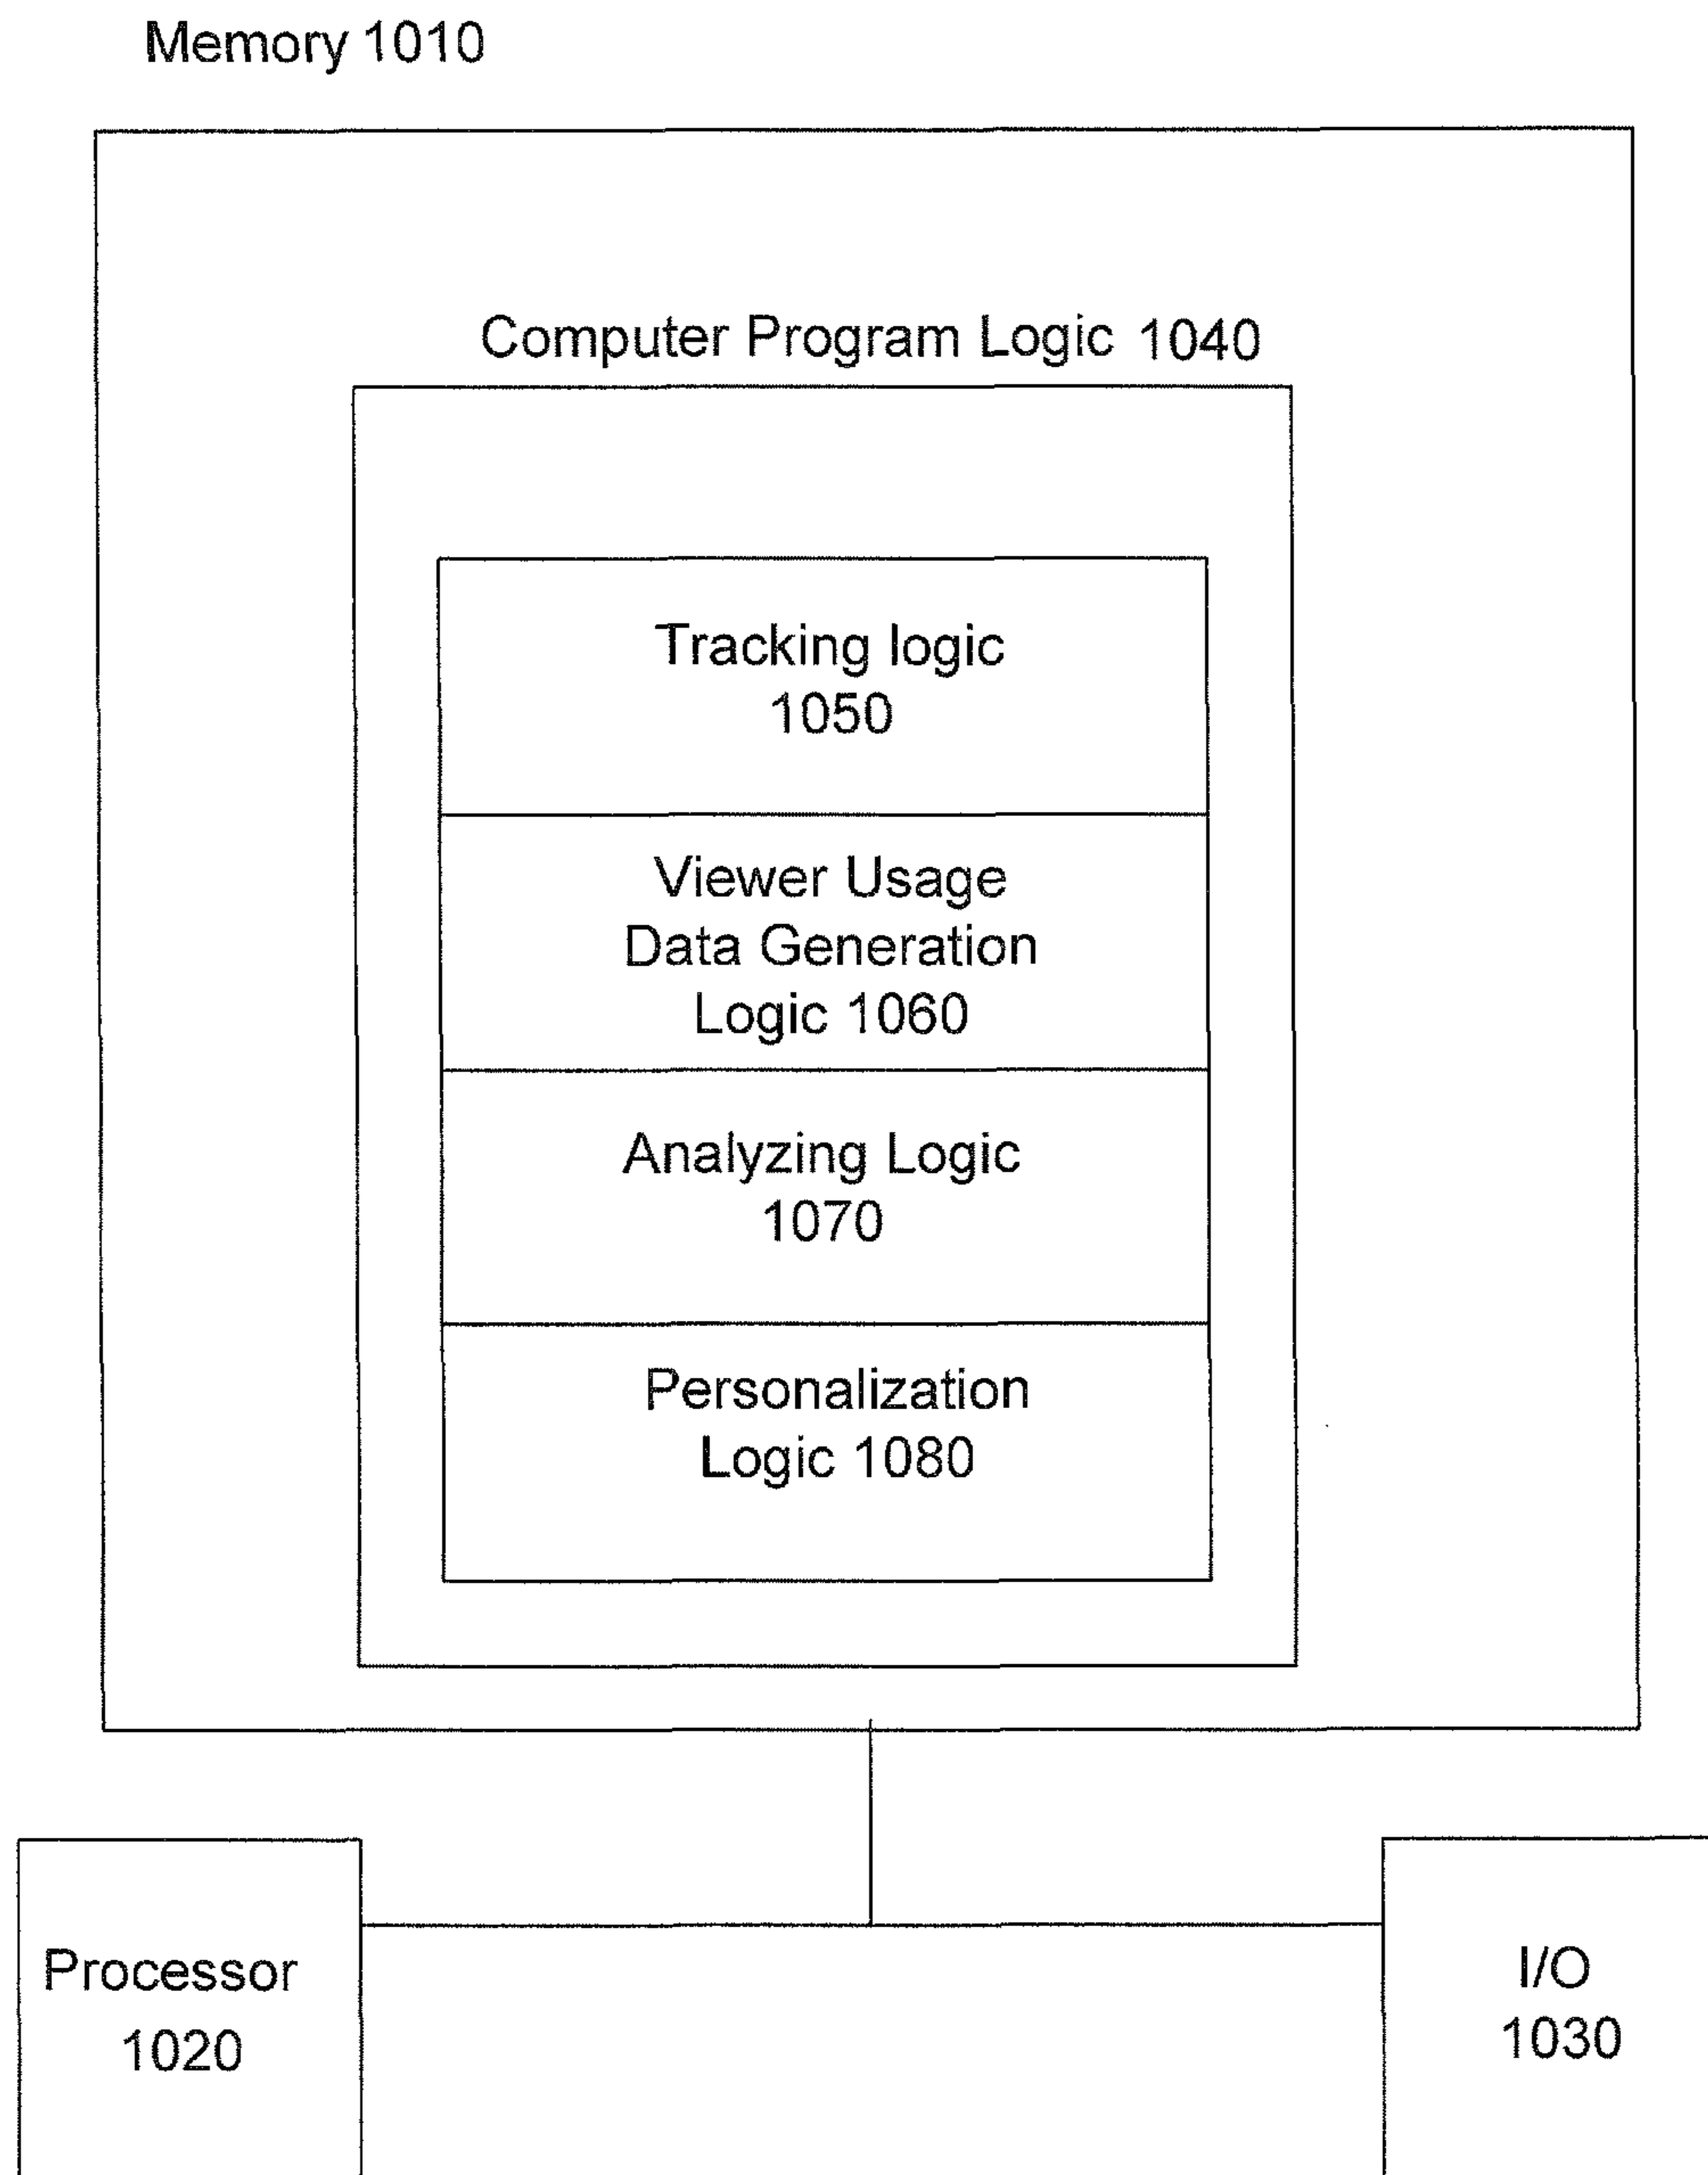 Memory 1010
Computer Program Logic 1040
Tracking logic
1050
Viewer Usage
Data Generation
Logic 1060
Analyzing Logic
1070
Personalization
Logic 1080
Processor
1020
I/O
1030